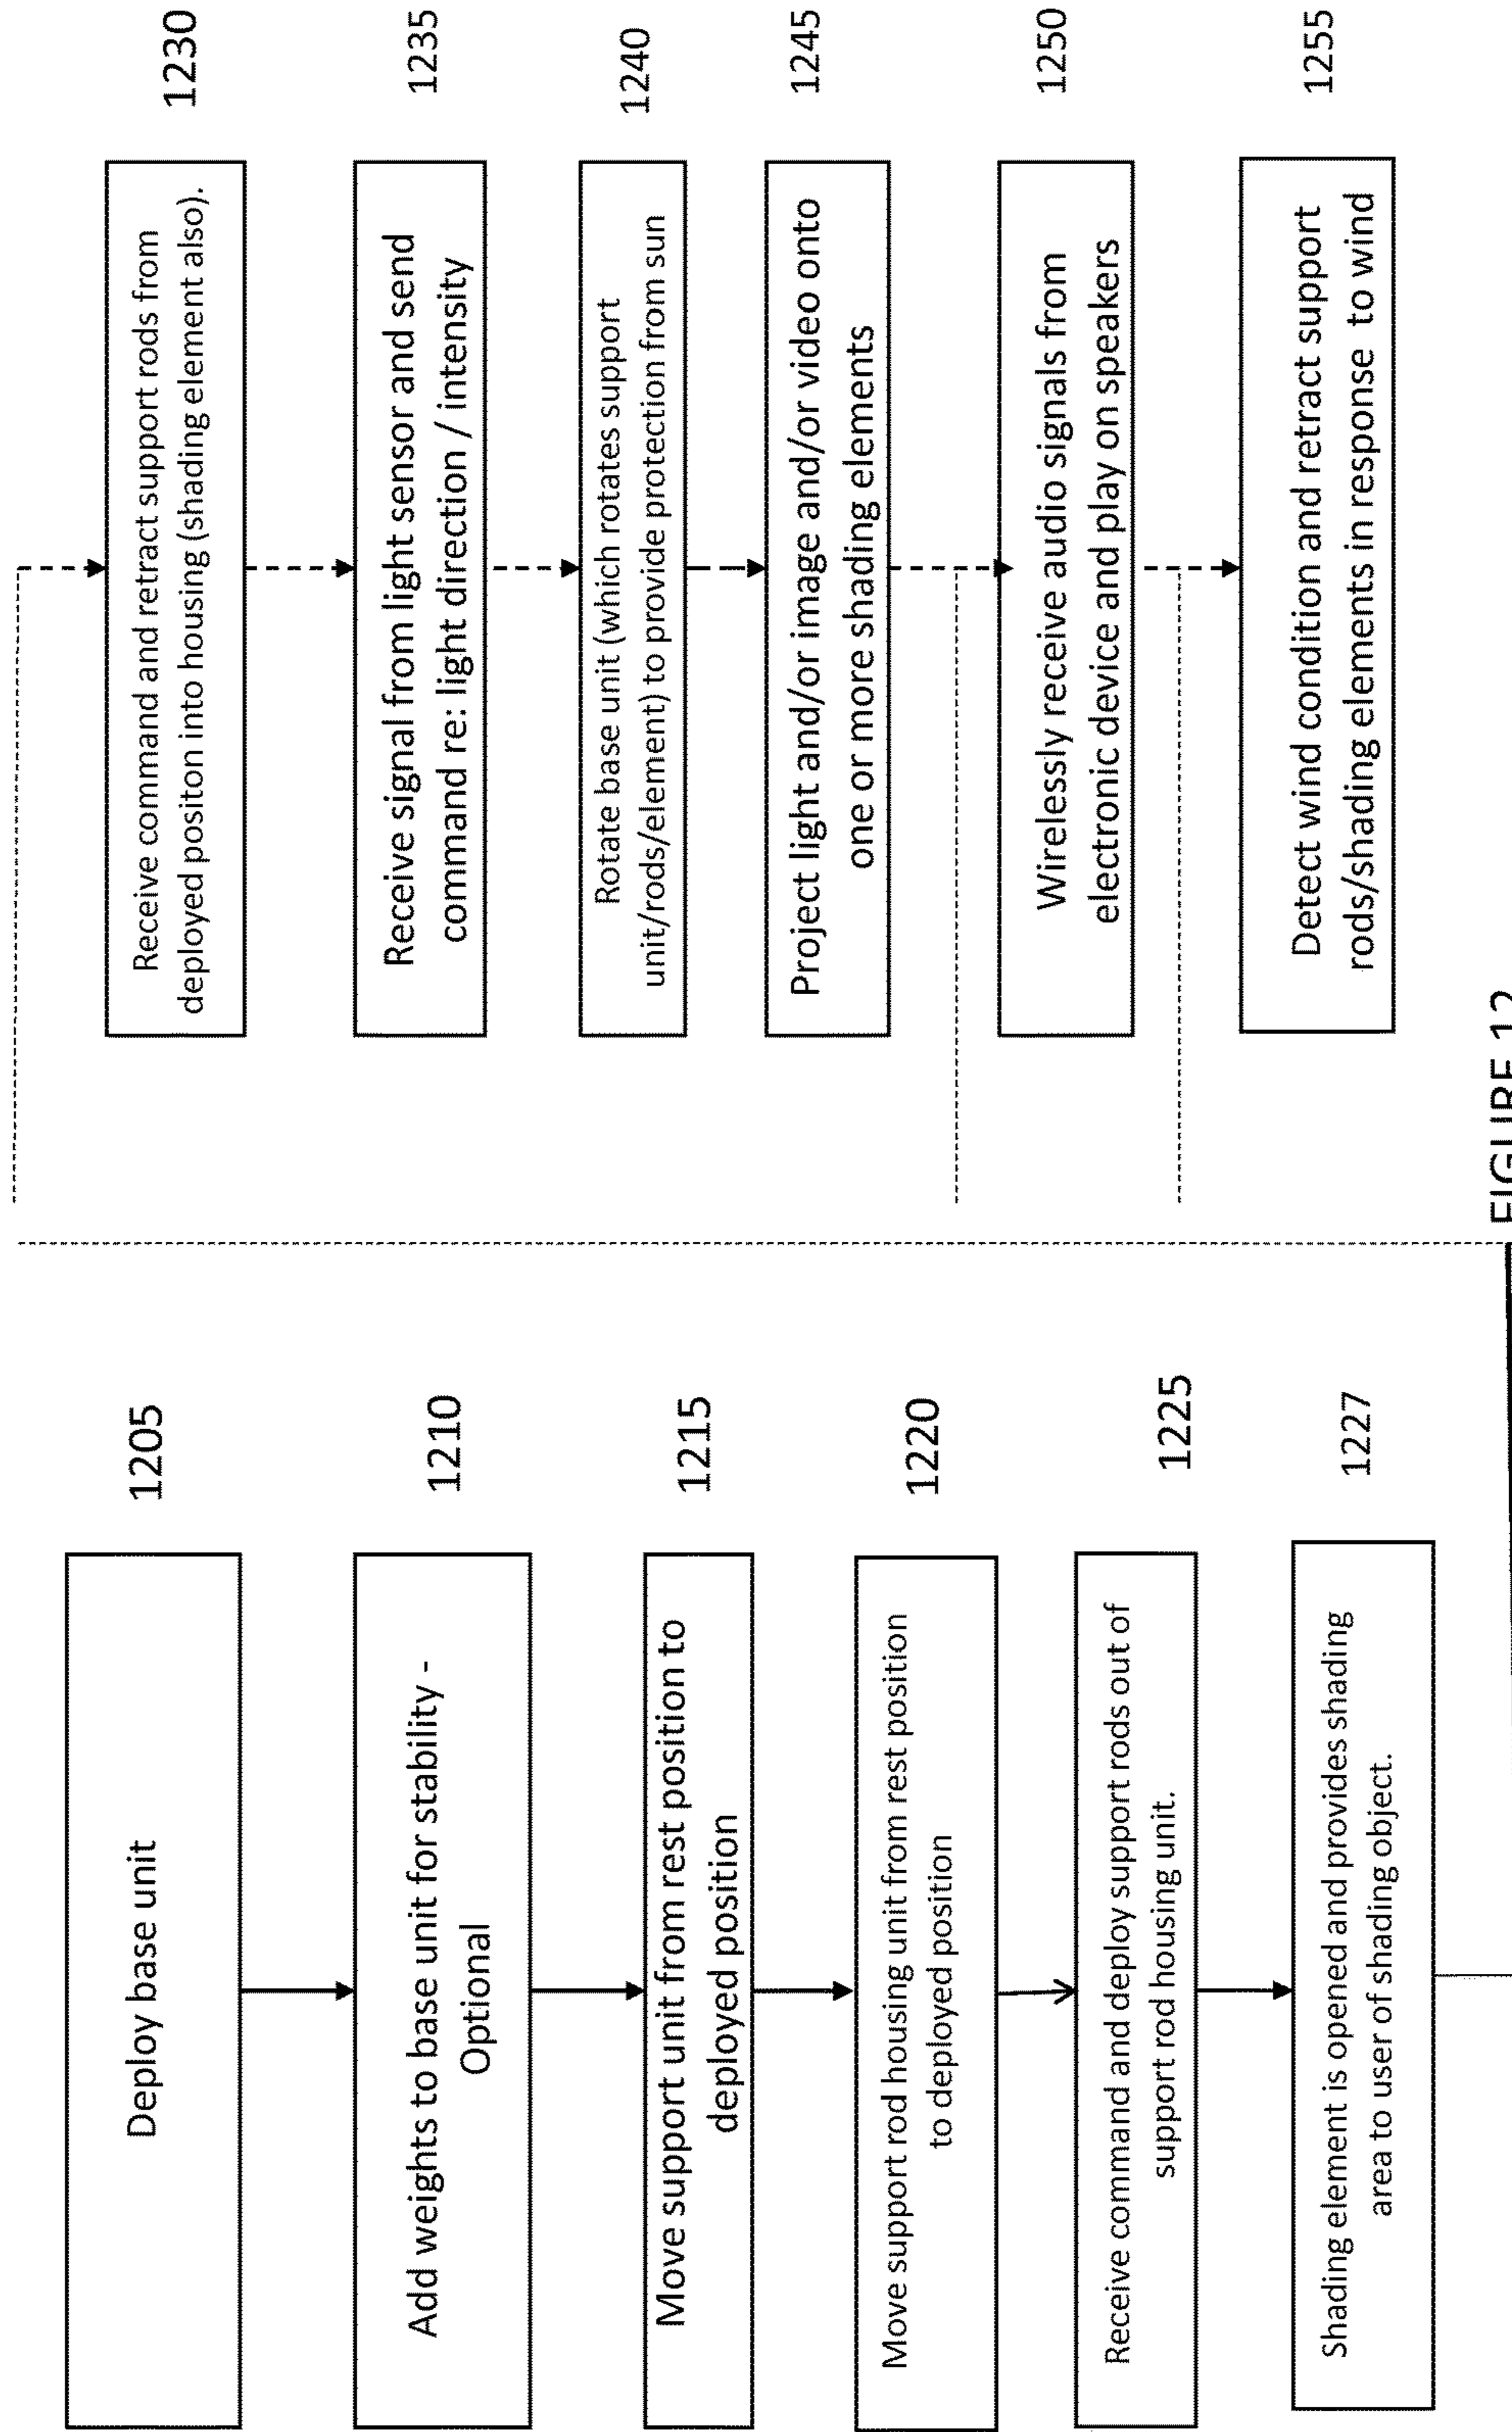 Deploy base unit
1205
Add weights to base unit for stability -
Optional
1210
Move support unit from rest position to
deployed position
1215
Move support rod housing unit from rest position
to deployed position
1220
Receive command and deploy support rods out of
support rod housing unit.
1225
Shading element is opened and provides shading
area to user of shading object.
1227
Receive command and retract support rods from
deployed positon into housing (shading element also).
1230
Receive signal from light sensor and send
command re: light direction / intensity
1235
Rotate base unit (which rotates support
unit/rods/element) to provide protection from sun
1240
Project light and/or image and/or video onto
one or more shading elements
1245
Wirelessly receive audio signals from
electronic device and play on speakers
1250
Detect wind condition and retract support
rods/shading elements in response to wind
1255
FIGURE 12